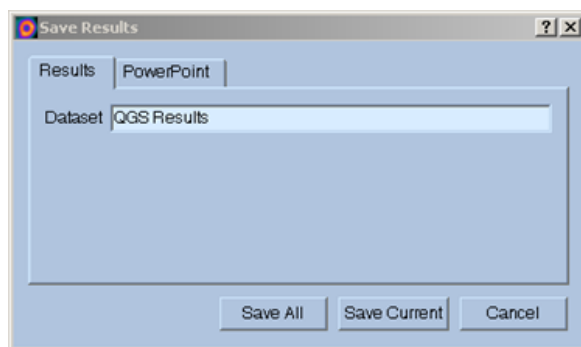 Save Results
Results PowerPoint
Dataset QGS Results
Save All Save Current Cancel